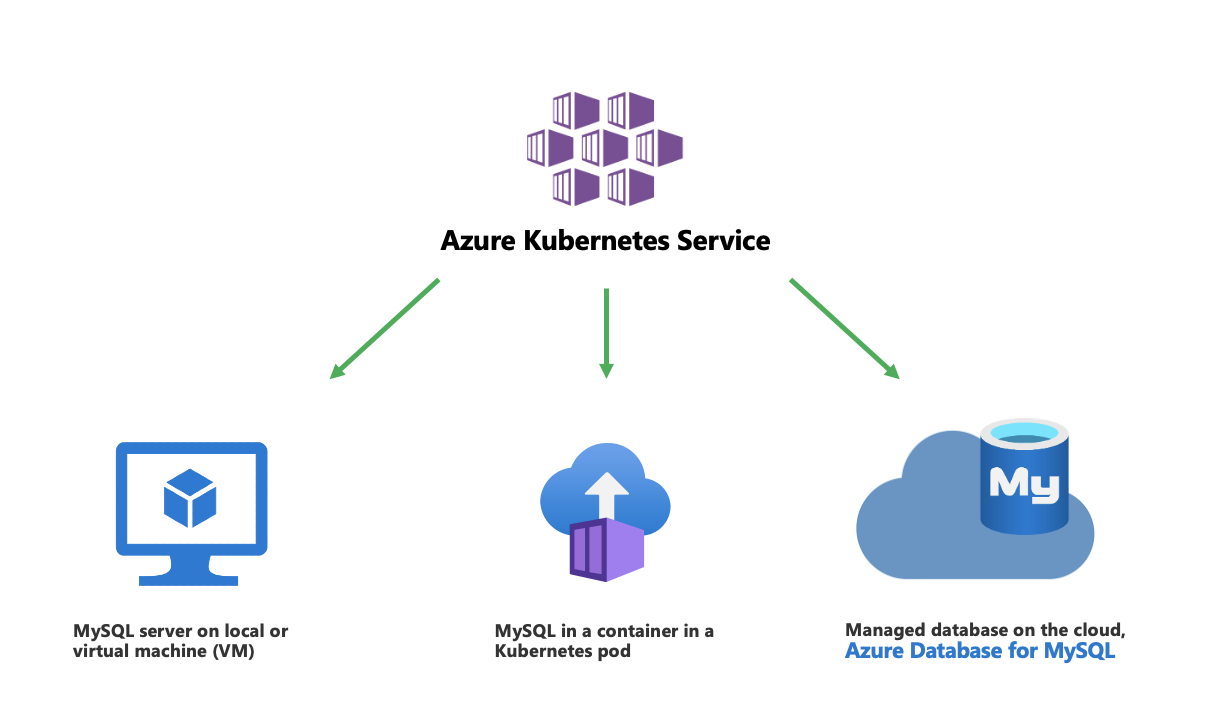 Azure Kubernetes Service
My
MySQL server on local or
virtual machine (VM)
MySQL in a container in a
Kubernetes pod
Managed database on the cloud,
Azure Database for MySQL